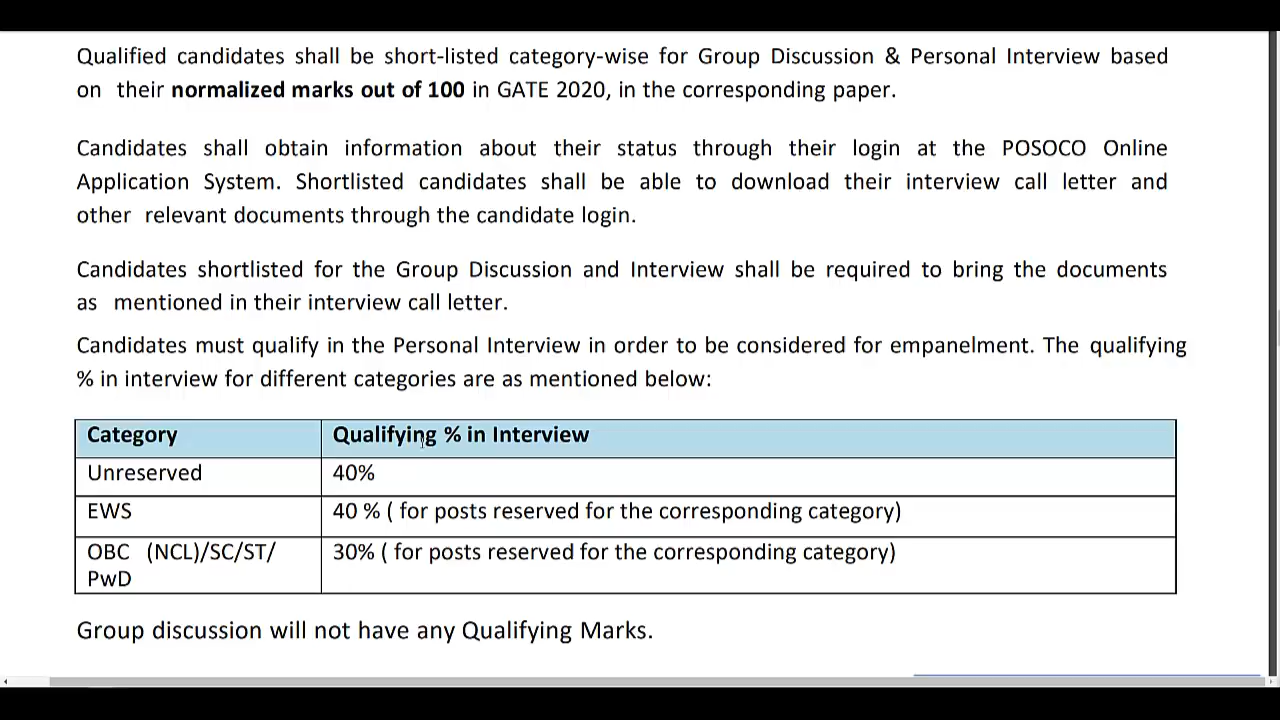 Qualified candidates shall be short-listed category-wise for Group Discussion & Personal Interview based
on their normalized marks out of 100 in GATE 2020, in the corresponding paper.
Candidates shall obtain information about their status through their login at the POSOCO Online
Application System. Shortlisted candidates shall be able to download their interview call letter and
other relevant documents through the candidate login.
Candidates shortlisted for the Group Discussion and Interview shall be required to bring the documents
as mentioned in their interview call letter.
Candidates must qualify in the Personal Interview in order to be considered for empanelment. The qualifying
% in interview for different categories are as mentioned below:
Category Qualifying % in Interview
Unreserved 40%
EWS 40 % ( for posts reserved for the corresponding category)
OBC (NCL)/SC/ST/ 30% ( for posts reserved for the corresponding category)
PwD
Group discussion will not have any Qualifying Marks.